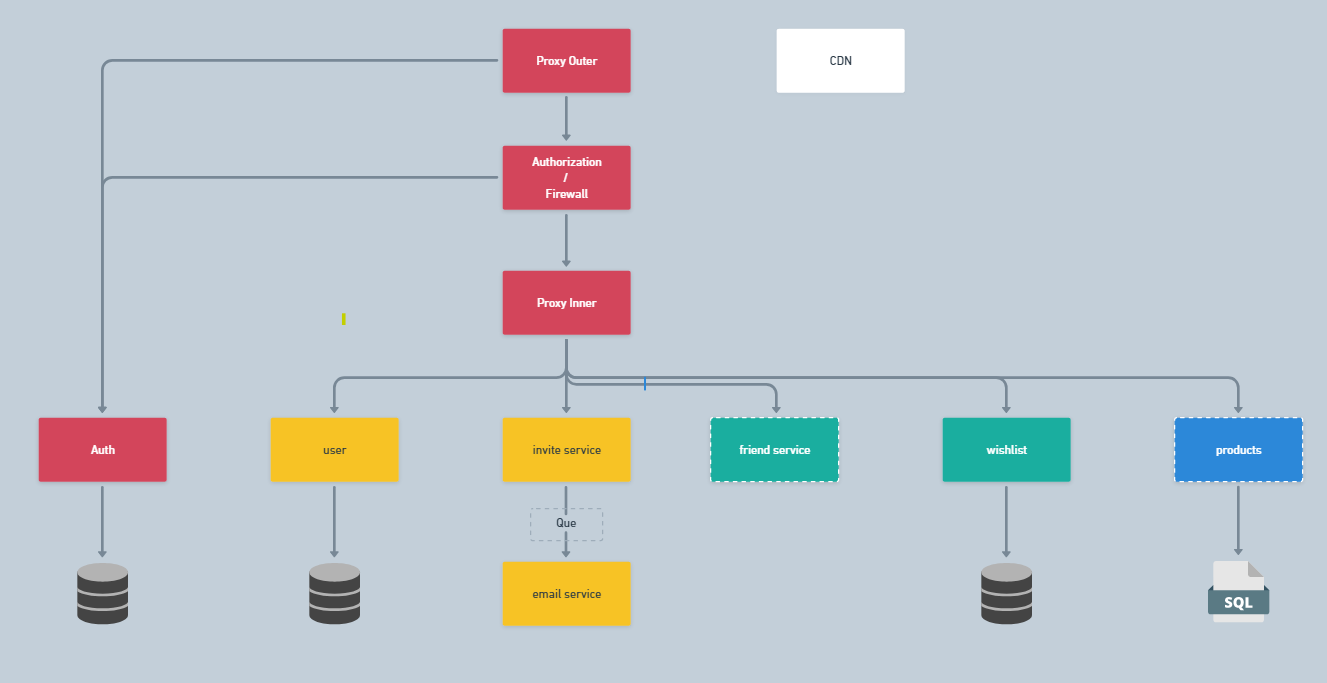 Proxy Outer
CDN
Authorization
/
Firewall
Proxy Inner
Auth
user
invite service
friend service
wishlist
products
Que
email service
SQL